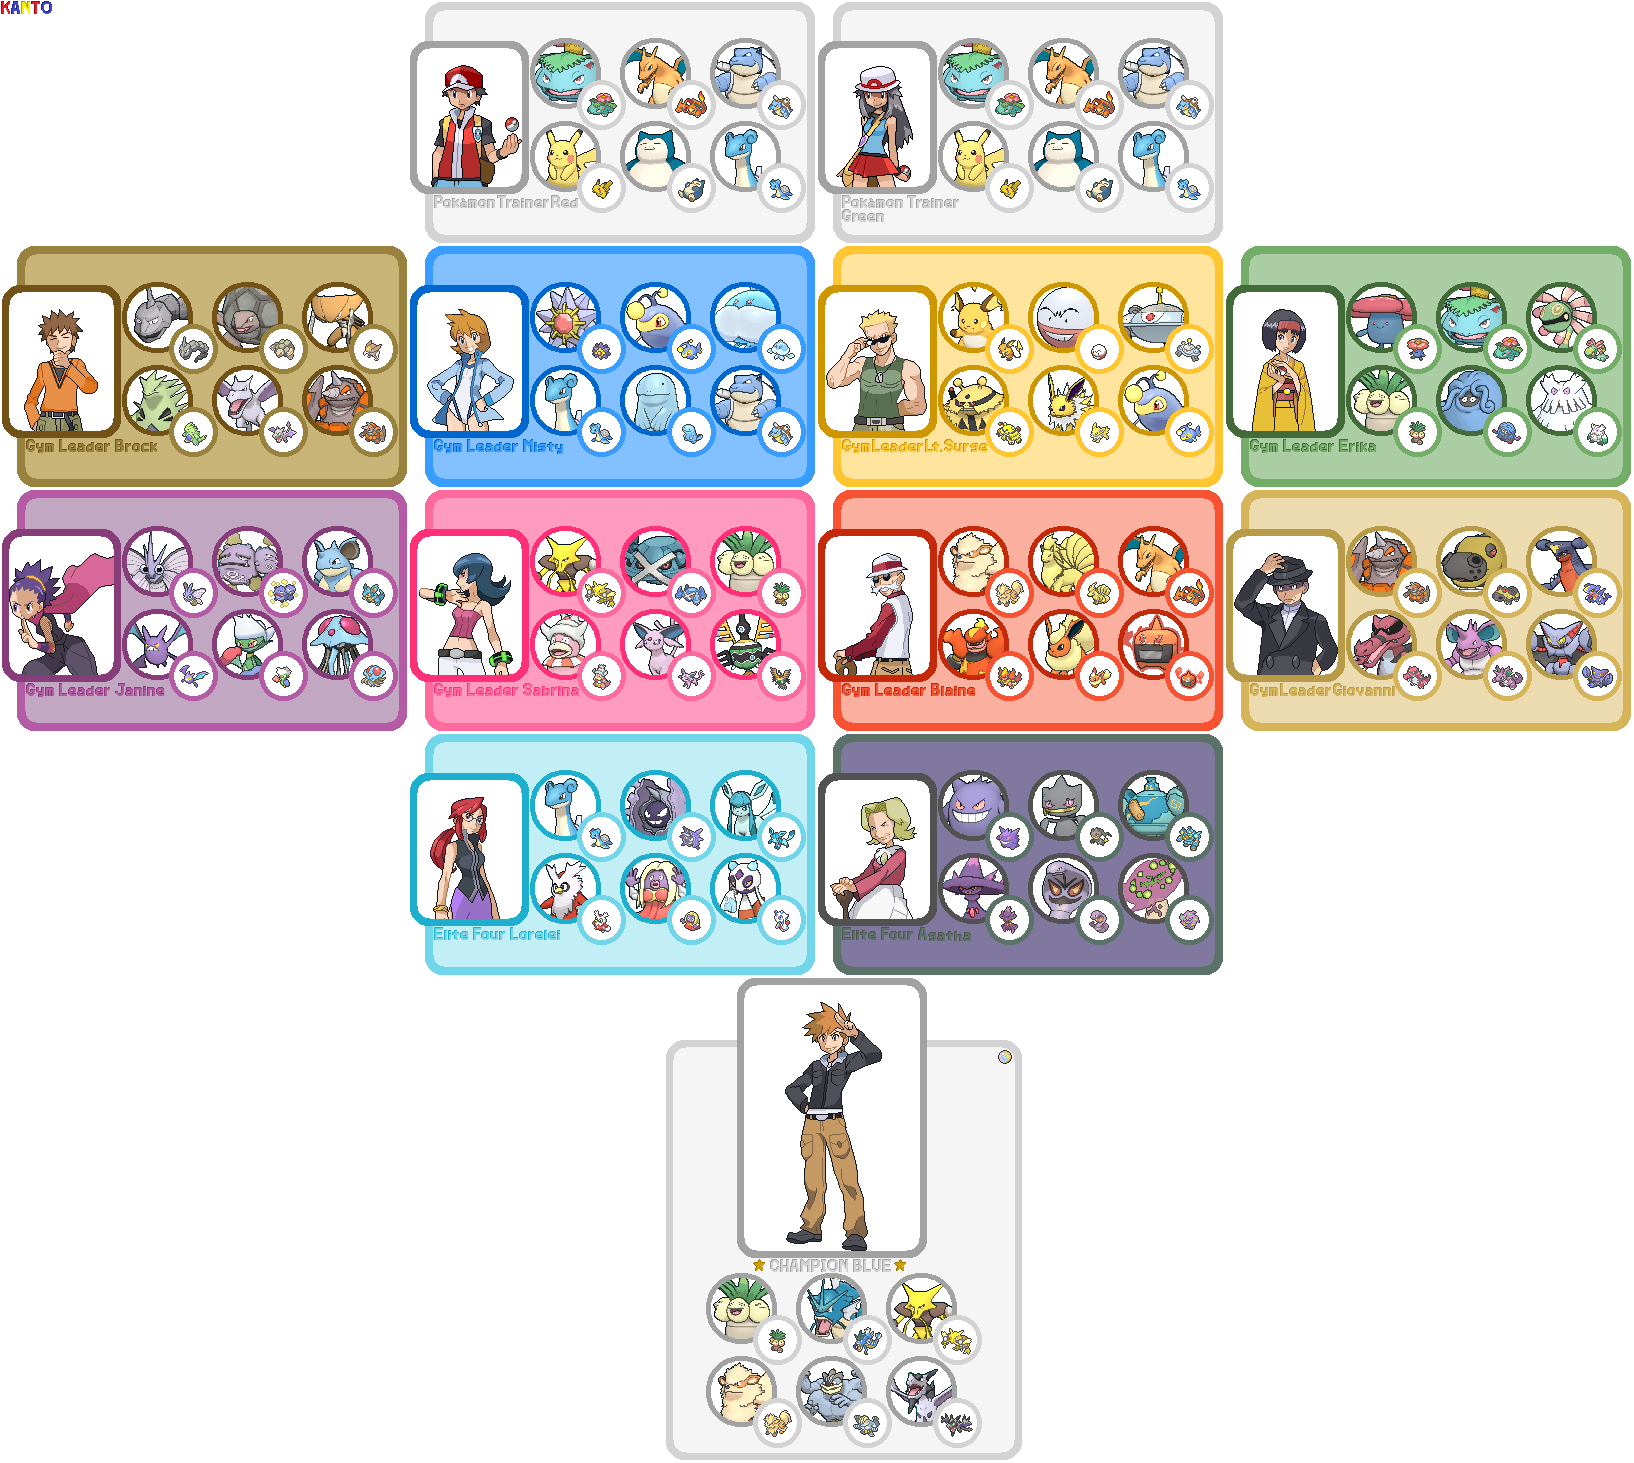 KANTO
Pokémon Trainer Red
Pokémon Trainer
Green
Gym Leader Brock
Gym Leader Misty
Gym Leader Lt. Surge
Gym Leader Erika
Gym Leader Janine
Gym Leader Sabrina
Gym Leader Blaine
Gym Leader Giovanni
Elite Four Lorelei
Elite Four Agatha
CHAMPION BLUE